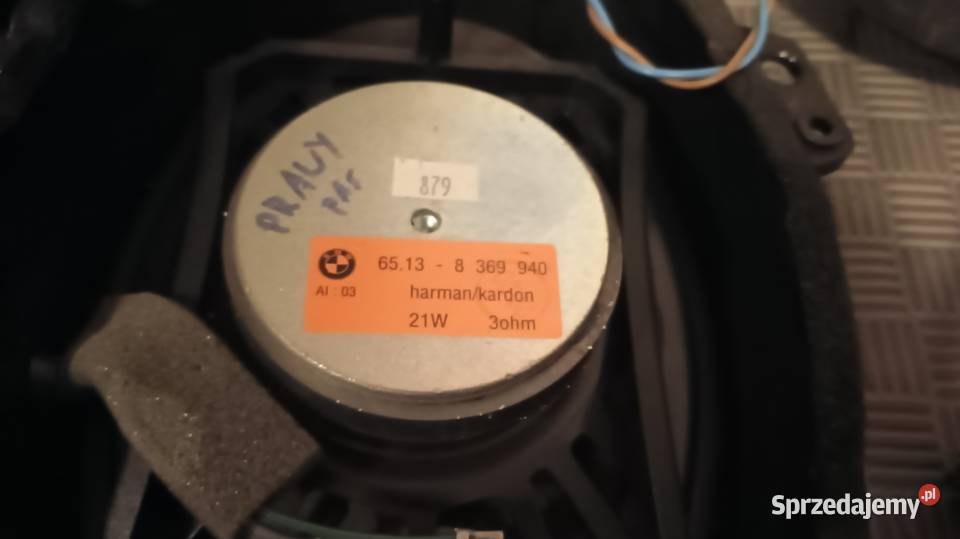 PRAWY
PAS
879
65.13 - 8 369 940
AI : 03
harman/kardon
21W 3ohm
Sprzedajemy.pl